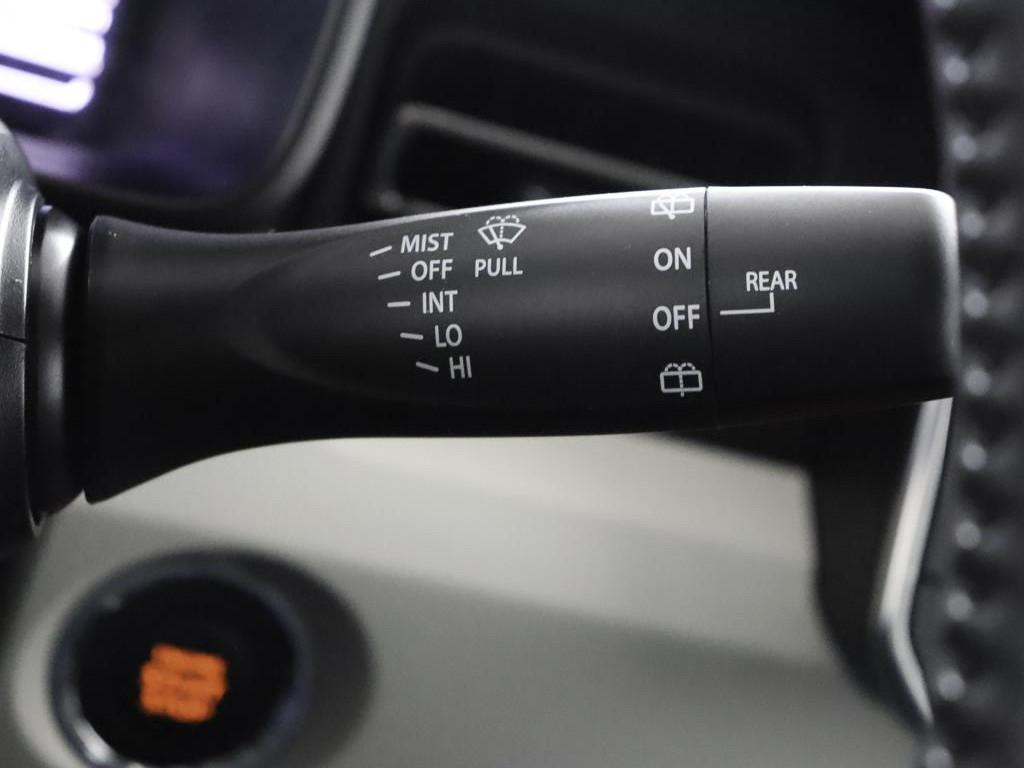 MIST
OFF
PULL
INT
LO
HI
ON
OFF
REAR